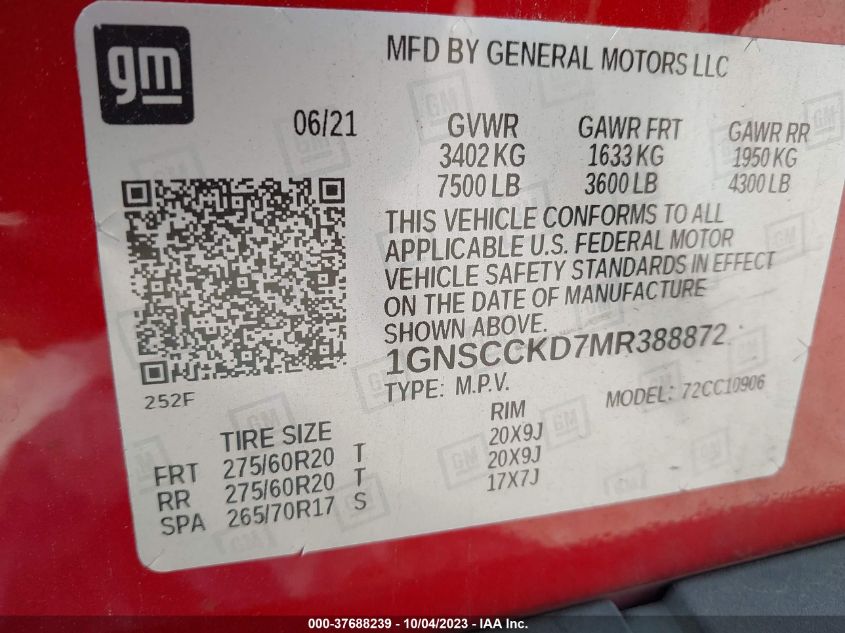 gm
MFD BY GENERAL MOTORS LLC
06/21 GVWR GAWR FRT GAWR RR
3402 KG 1633 KG 1950 KG
7500 LB 3600 LB 4300 LB
THIS VEHICLE CONFORMS TO ALL
APPLICABLE U.S. FEDERAL MOTOR
VEHICLE SAFETY STANDARDS IN EFFECT
ON THE DATE OF MANUFACTURE
SHOWN ABOVE.
1GNSCCKD7MR388872
TYPE: M.P.V. MODEL: 72CC10906
252F
TIRE SIZE RIM
FRT 275/60R20 T 20X9J
RR 275/60R20 T 20X9J
SPA 265/70R17 S 17X7J
000-37688239 - 10/04/2023 - IAA Inc.